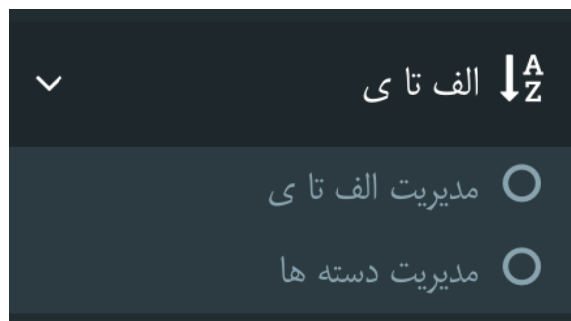 الف تا ی
مدیریت الف تا ی
مدیریت دسته ها